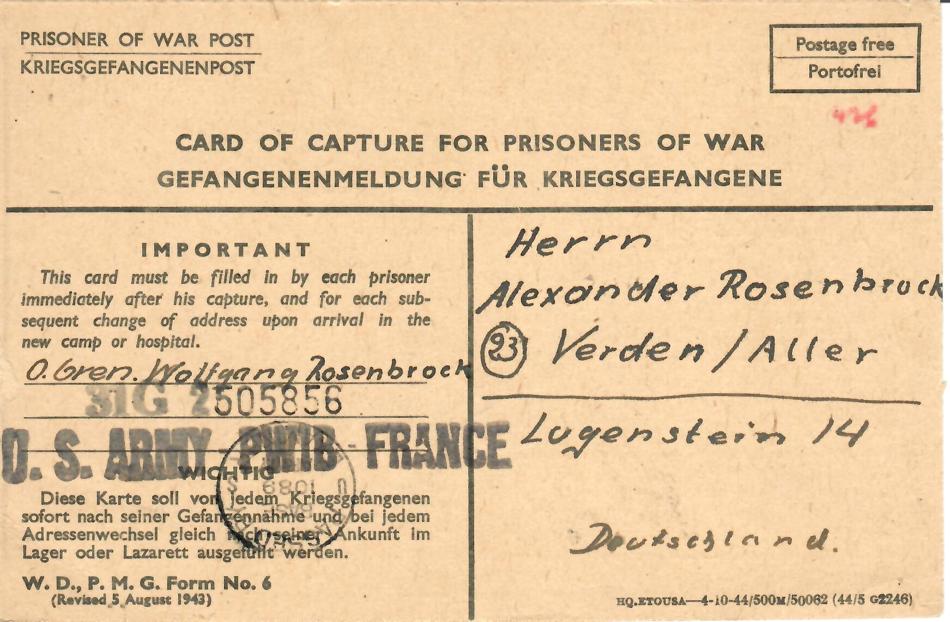 PRISONER OF WAR POST
KRIEGSGEFANGENENPOST
Postage free
Portofrei
CARD OF CAPTURE FOR PRISONERS OF WAR
GEFANGENENMELDUNG FÜR KRIEGSGEFANGENE
IMPORTANT
This card must be filled in by each prisoner
immediately after his capture, and for each sub-
sequent change of address upon arrival in the
new camp or hospital.
O.Gren. Wolfgang Rosenbrock
31G 2505856
U. S. ARMY - PWIB - FRANCE
WICHTIG
Diese Karte soll von jedem Kriegsgefangenen
sofort nach seiner Gefangennahme und bei jedem
Adressenwechsel gleich nach seiner Ankunft im
Lager oder Lazarett ausgefüllt werden.
W. D., P. M. G. Form No. 6
(Revised 5 August 1943)
Herrn
Alexander Rosenbrock
23 Verden / Aller
Lugenstein 14
Deutschland.
HQ.ETOUSA—4-10-44/500M/50062 (44/5 G2246)